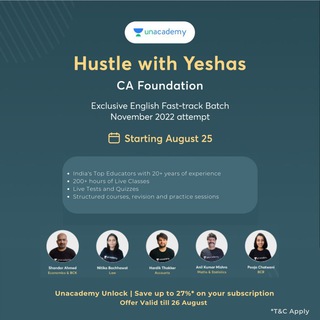 unacademy
Hustle with Yeshas
CA Foundation
Exclusive English Fast-track Batch
November 2022 attempt
Starting August 25
• India's Top Educators with 20+ years of experience
• 200+ hours of Live Classes
• Live Tests and Quizzes
• Structured courses, revision and practice sessions
Shandar Ahmed
Economics & BCK
Nitika Bachhawat
Law
Hardik Thakker
Accounts
Anil Kumar Mishra
Maths & Statistics
Pooja Chatwani
BCR
Unacademy Unlock | Save up to 27%* on your subscription
Offer Valid till 26 August
*T&C Apply